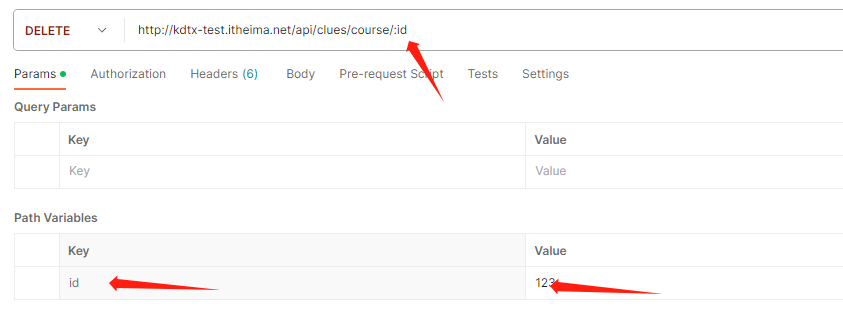 DELETE http://kdtx-test.itheima.net/api/clues/course/:id
Params Authorization Headers (6) Body Pre-request Script Tests Settings
Query Params
Key Value
Key Value
Path Variables
Key Value
id 123